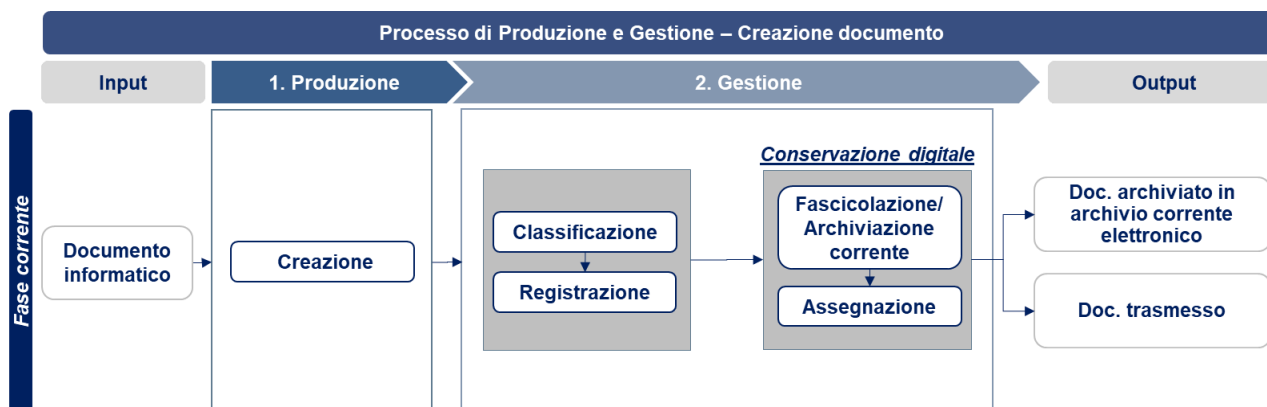 Processo di Produzione e Gestione – Creazione documento
Input
1. Produzione
2. Gestione
Output
Fase corrente
Documento
informatico
Creazione
Classificazione
Registrazione
Conservazione digitale
Fascicolazione/
Archiviazione
corrente
Assegnazione
Doc. archiviato in
archivio corrente
elettronico
Doc. trasmesso